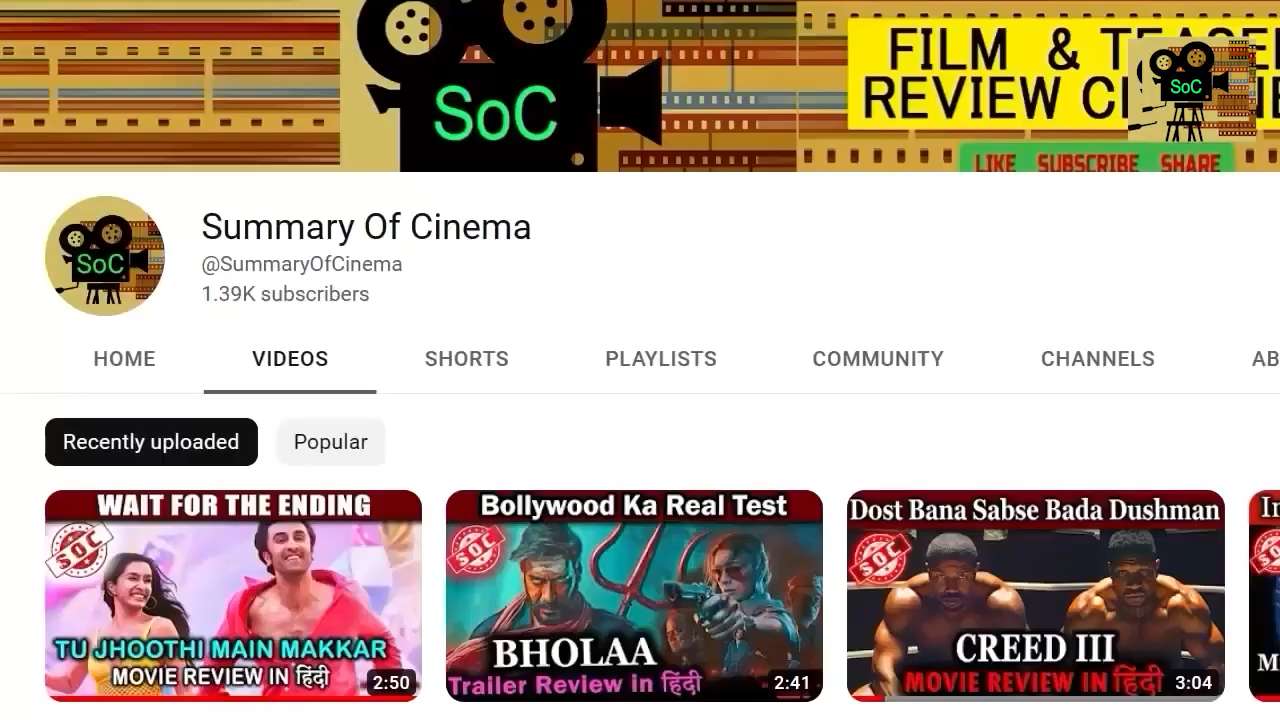 SoC
FILM & TEASE
REVIEW C
SoC
LIKE SUBSCRIBE SHARE
SoC
Summary Of Cinema
@SummaryOfCinema
1.39K subscribers
HOME
VIDEOS
SHORTS
PLAYLISTS
COMMUNITY
CHANNELS
AB
Recently uploaded
Popular
WAIT FOR THE ENDING
SOC
TU JHOOTHI MAIN MAKKAR
MOVIE REVIEW IN हिंदी
2:50
Bollywood Ka Real Test
SOC
BHOLAA
Trailer Review in हिंदी
2:41
Dost Bana Sabse Bada Dushman
SOC
CREED III
MOVIE REVIEW IN हिंदी
3:04